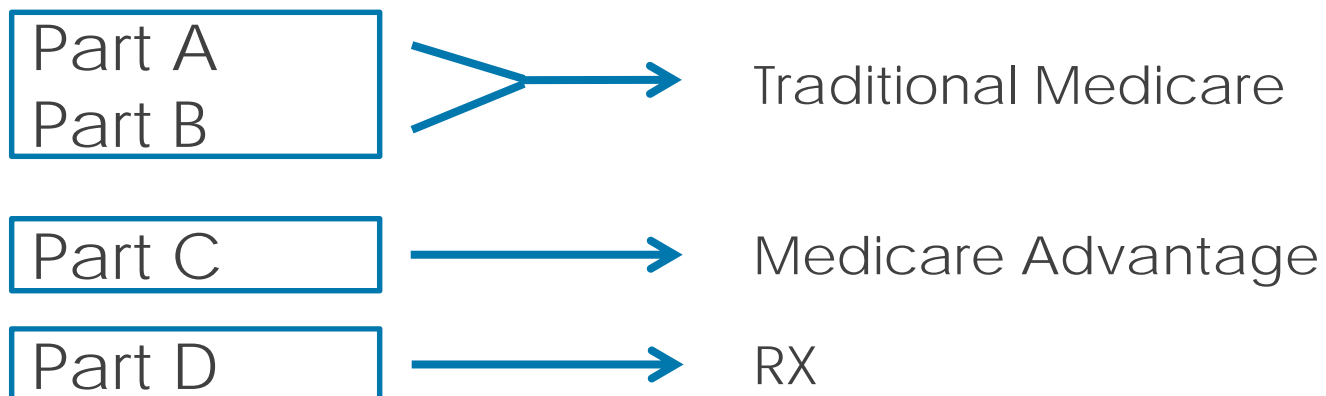 Part A
Part B
Traditional Medicare
Part C
Medicare Advantage
Part D
RX